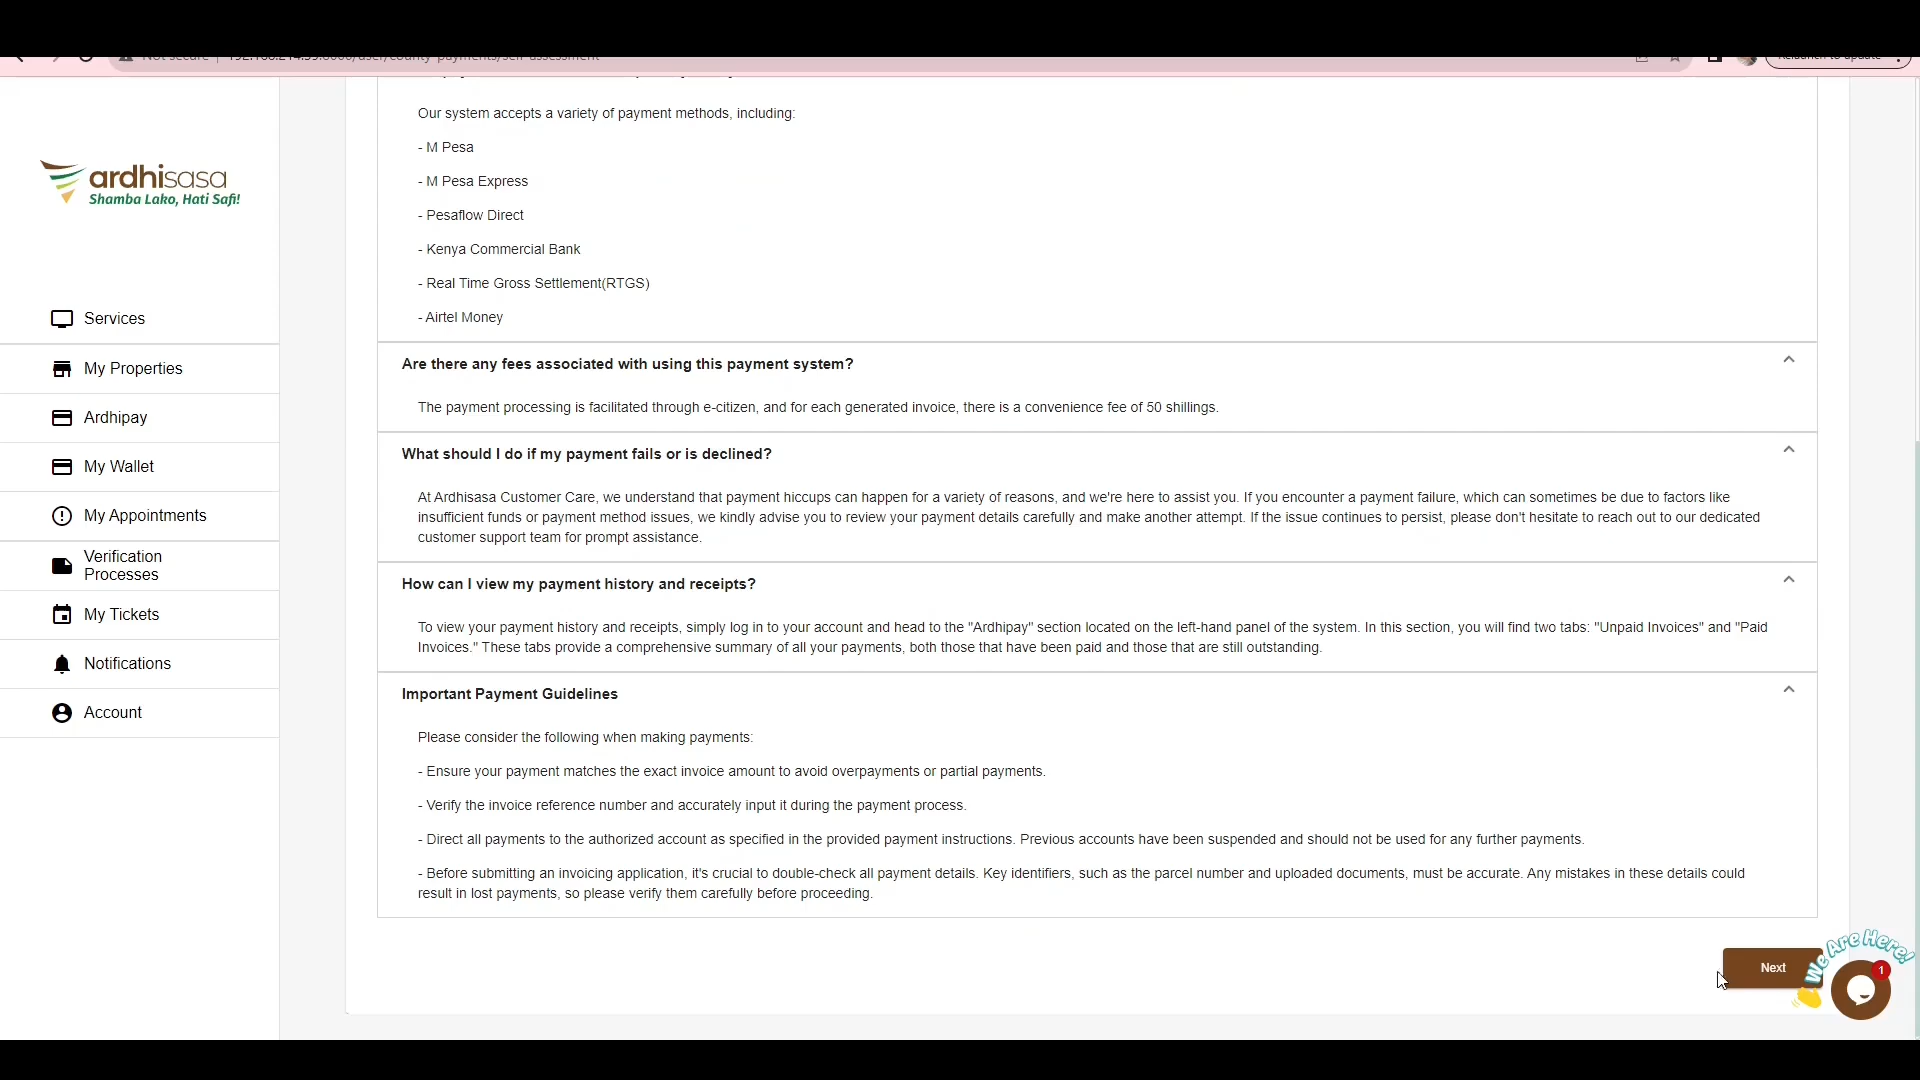 Our system accepts a variety of payment methods, including:
- M Pesa
- M Pesa Express
- Pesaflow Direct
- Kenya Commercial Bank
- Real Time Gross Settlement(RTGS)
- Airtel Money
ardhisasa
Shamba Lako, Hati Safi!
Services
My Properties
Ardhipay
My Wallet
My Appointments
Verification
Processes
My Tickets
Notifications
Account
Are there any fees associated with using this payment system?
The payment processing is facilitated through e-citizen, and for each generated invoice, there is a convenience fee of 50 shillings.
What should I do if my payment fails or is declined?
At Ardhisasa Customer Care, we understand that payment hiccups can happen for a variety of reasons, and we're here to assist you. If you encounter a payment failure, which can sometimes be due to factors like
insufficient funds or payment method issues, we kindly advise you to review your payment details carefully and make another attempt. If the issue continues to persist, please don't hesitate to reach out to our dedicated
customer support team for prompt assistance.
How can I view my payment history and receipts?
To view your payment history and receipts, simply log in to your account and head to the "Ardhipay" section located on the left-hand panel of the system. In this section, you will find two tabs: "Unpaid Invoices" and "Paid
Invoices." These tabs provide a comprehensive summary of all your payments, both those that have been paid and those that are still outstanding.
Important Payment Guidelines
Please consider the following when making payments:
- Ensure your payment matches the exact invoice amount to avoid overpayments or partial payments.
- Verify the invoice reference number and accurately input it during the payment process.
- Direct all payments to the authorized account as specified in the provided payment instructions. Previous accounts have been suspended and should not be used for any further payments.
- Before submitting an invoicing application, it's crucial to double-check all payment details. Key identifiers, such as the parcel number and uploaded documents, must be accurate. Any mistakes in these details could
result in lost payments, so please verify them carefully before proceeding.
Next
We Are Here!
1